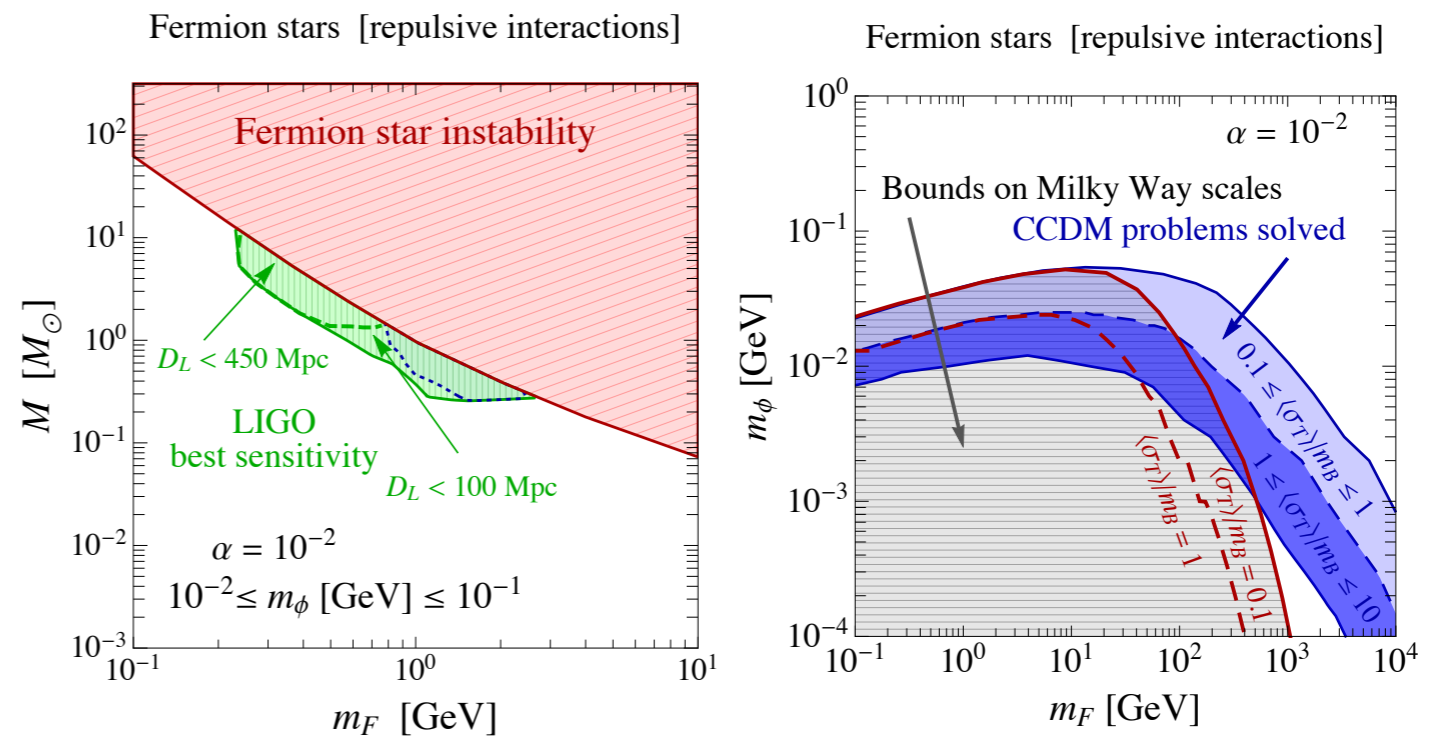 Fermion stars [repulsive interactions]
Fermion star instability
D_L < 450 Mpc
LIGO
best sensitivity
D_L < 100 Mpc
α = 10^-2
10^-2 ≤ m_ϕ [GeV] ≤ 10^-1
M [M_⊙]
10^2
10^1
10^0
10^-1
10^-2
10^-3
10^-1
10^0
10^1
m_F [GeV]
Fermion stars [repulsive interactions]
α = 10^-2
Bounds on Milky Way scales
CCDM problems solved
0.1 ≤ ⟨σ_T⟩/m_B ≤ 1
1 ≤ ⟨σ_T⟩/m_B ≤ 10
⟨σ_T⟩/m_B = 1
⟨σ_T⟩/m_B = 0.1
m_ϕ [GeV]
10^0
10^-1
10^-2
10^-3
10^-4
10^-1
10^0
10^1
10^2
10^3
10^4
m_F [GeV]